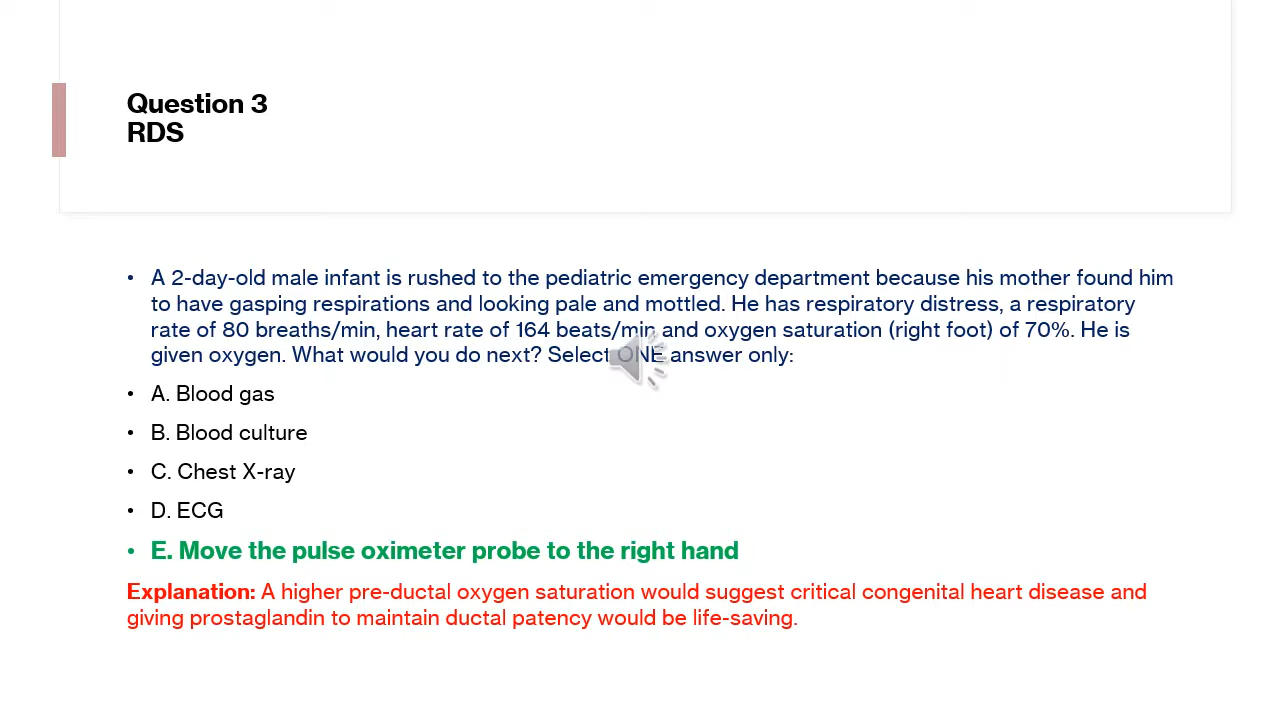 Question 3
RDS
• A 2-day-old male infant is rushed to the pediatric emergency department because his mother found him
to have gasping respirations and looking pale and mottled. He has respiratory distress, a respiratory
rate of 80 breaths/min, heart rate of 164 beats/min and oxygen saturation (right foot) of 70%. He is
given oxygen. What would you do next? Select ONE answer only:
• A. Blood gas
• B. Blood culture
• C. Chest X-ray
• D. ECG
• E. Move the pulse oximeter probe to the right hand
Explanation: A higher pre-ductal oxygen saturation would suggest critical congenital heart disease and
giving prostaglandin to maintain ductal patency would be life-saving.